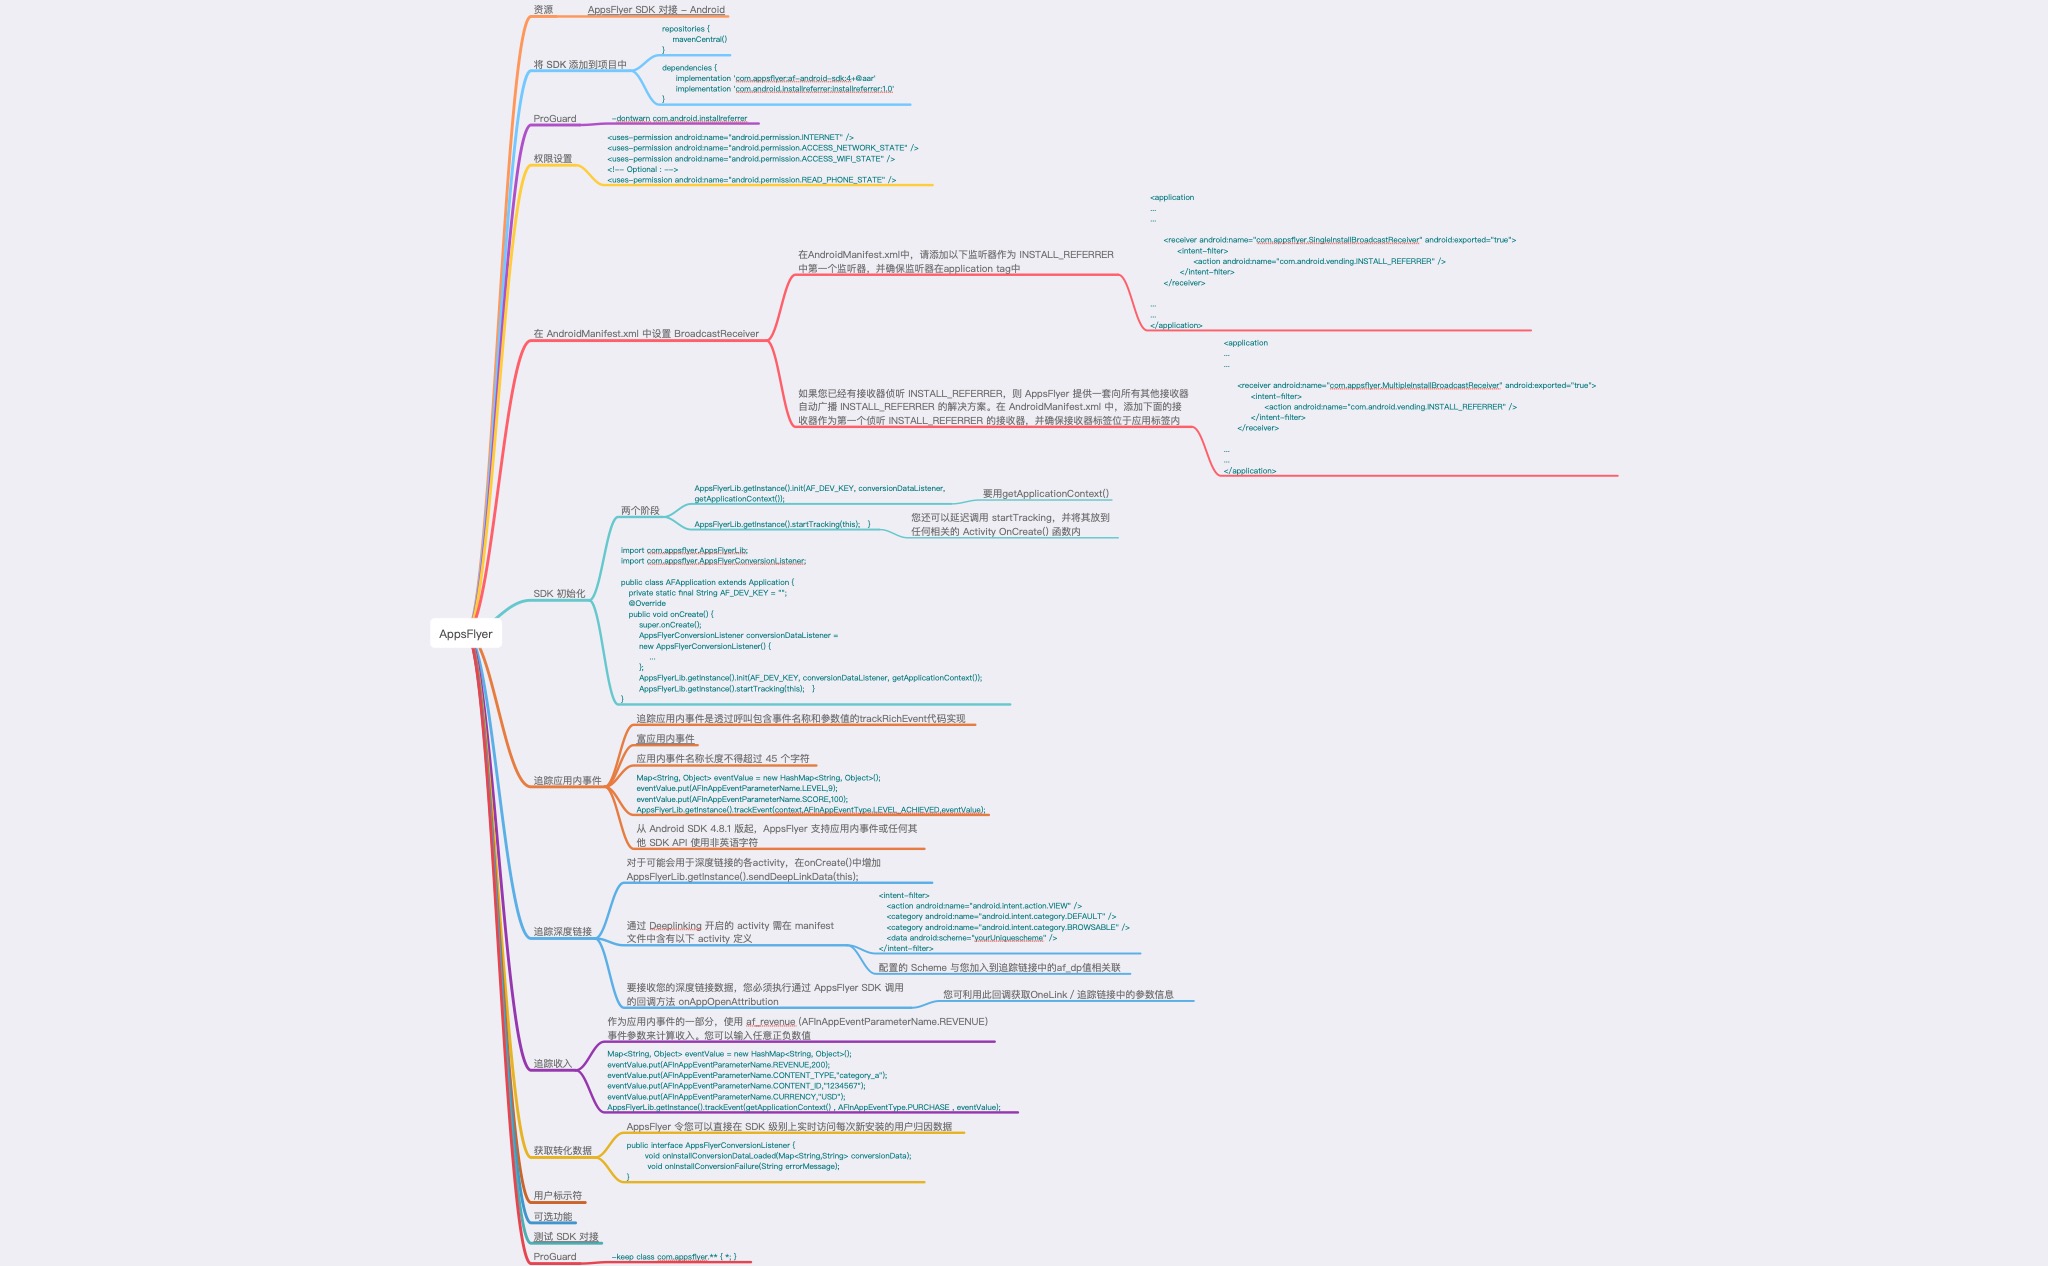 AppsFlyer
资源
AppsFlyer SDK 对接 - Android
将 SDK 添加到项目中
repositories {
mavenCentral()
}
dependencies {
implementation 'com.appsflyer:af-android-sdk:4+@aar'
implementation 'com.android.installreferrer:installreferrer:1.0'
}
ProGuard
-dontwarn com.android.installreferrer
权限设置
<uses-permission android:name="android.permission.INTERNET" />
<uses-permission android:name="android.permission.ACCESS_NETWORK_STATE" />
<uses-permission android:name="android.permission.ACCESS_WIFI_STATE" />
<!-- Optional : -->
<uses-permission android:name="android.permission.READ_PHONE_STATE" />
在 AndroidManifest.xml 中设置 BroadcastReceiver
在AndroidManifest.xml中，请添加以下监听器作为 INSTALL_REFERRER
中第一个监听器，并确保监听器在application tag中
<application
...
...
<receiver android:name="com.appsflyer.SingleInstallBroadcastReceiver" android:exported="true">
<intent-filter>
<action android:name="com.android.vending.INSTALL_REFERRER" />
</intent-filter>
</receiver>
...
...
</application>
如果您已经有接收器侦听 INSTALL_REFERRER，则 AppsFlyer 提供一套向所有其他接收器
自动广播 INSTALL_REFERRER 的解决方案。在 AndroidManifest.xml 中，添加下面的接
收器作为第一个侦听 INSTALL_REFERRER 的接收器，并确保接收器标签位于应用标签内
<application
...
...
<receiver android:name="com.appsflyer.MultipleInstallBroadcastReceiver" android:exported="true">
<intent-filter>
<action android:name="com.android.vending.INSTALL_REFERRER" />
</intent-filter>
</receiver>
...
...
</application>
SDK 初始化
两个阶段
AppsFlyerLib.getInstance().init(AF_DEV_KEY, conversionDataListener,
getApplicationContext());
要用getApplicationContext()
AppsFlyerLib.getInstance().startTracking(this); }
您还可以延迟调用 startTracking，并将其放到
任何相关的 Activity OnCreate() 函数内
import com.appsflyer.AppsFlyerLib;
import com.appsflyer.AppsFlyerConversionListener;
public class AFApplication extends Application {
private static final String AF_DEV_KEY = "";
@Override
public void onCreate() {
super.onCreate();
AppsFlyerConversionListener conversionDataListener =
new AppsFlyerConversionListener() {
...
};
AppsFlyerLib.getInstance().init(AF_DEV_KEY, conversionDataListener, getApplicationContext());
AppsFlyerLib.getInstance().startTracking(this); }
}
追踪应用内事件
追踪应用内事件是透过呼叫包含事件名称和参数值的trackRichEvent代码实现
富应用内事件
应用内事件名称长度不得超过 45 个字符
Map<String, Object> eventValue = new HashMap<String, Object>();
eventValue.put(AFInAppEventParameterName.LEVEL,9);
eventValue.put(AFInAppEventParameterName.SCORE,100);
AppsFlyerLib.getInstance().trackEvent(context,AFInAppEventType.LEVEL_ACHIEVED,eventValue);
从 Android SDK 4.8.1 版起，AppsFlyer 支持应用内事件或任何其
他 SDK API 使用非英语字符
追踪深度链接
对于可能会用于深度链接的各activity，在onCreate()中增加
AppsFlyerLib.getInstance().sendDeepLinkData(this);
通过 Deeplinking 开启的 activity 需在 manifest
文件中含有以下 activity 定义
<intent-filter>
<action android:name="android.intent.action.VIEW" />
<category android:name="android.intent.category.DEFAULT" />
<category android:name="android.intent.category.BROWSABLE" />
<data android:scheme="yourUniquescheme" />
</intent-filter>
配置的 Scheme 与您加入到追踪链接中的af_dp值相关联
要接收您的深度链接数据，您必须执行通过 AppsFlyer SDK 调用
的回调方法 onAppOpenAttribution
您可利用此回调获取OneLink / 追踪链接中的参数信息
追踪收入
作为应用内事件的一部分，使用 af_revenue (AFInAppEventParameterName.REVENUE)
事件参数来计算收入。您可以输入任意正负数值
Map<String, Object> eventValue = new HashMap<String, Object>();
eventValue.put(AFInAppEventParameterName.REVENUE,200);
eventValue.put(AFInAppEventParameterName.CONTENT_TYPE,"category_a");
eventValue.put(AFInAppEventParameterName.CONTENT_ID,"1234567");
eventValue.put(AFInAppEventParameterName.CURRENCY,"USD");
AppsFlyerLib.getInstance().trackEvent(getApplicationContext() , AFInAppEventType.PURCHASE , eventValue);
获取转化数据
AppsFlyer 令您可以直接在 SDK 级别上实时访问每次新安装的用户归因数据
public interface AppsFlyerConversionListener {
void onInstallConversionDataLoaded(Map<String,String> conversionData);
void onInstallConversionFailure(String errorMessage);
}
用户标示符
可选功能
测试 SDK 对接
ProGuard
-keep class com.appsflyer.** { *; }